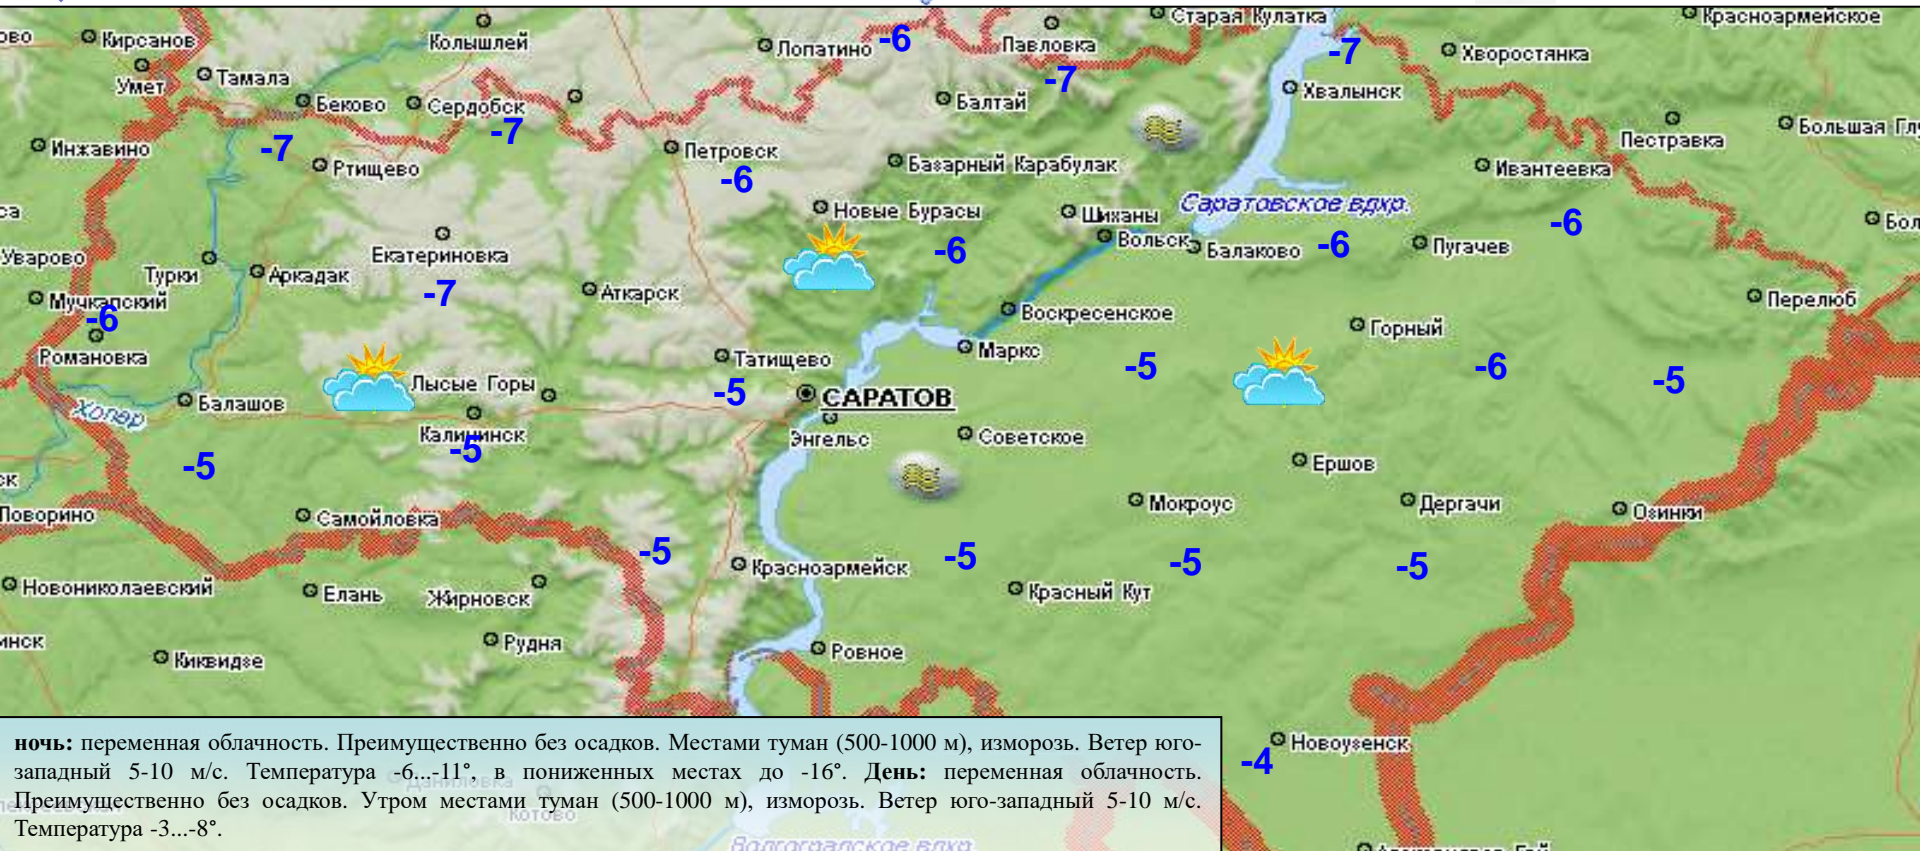 Старая Кулатка
Красноармейское
Кирсанов
Колышлей
Лопатино
-6
Павловка
-7
Хворостянка
Умет
Тамала
-7
Беково
Сердобск
Балтай
Хвалынск
-7
-7
Инжавино
Ртищево
Петровск
Базарный Карабулак
Ивантеевка
Пестравка
Большая
-6
Новые Бурасы
Шиханы
Саратовское вдхр.
-6
Уварово
Турки
Аркадак
Екатериновка
-6
Вольск
Балаково
-6
Пугачев
-7
Аткарск
Мучкапский
-6
Романовка
Воскресенское
Перелюб
Горный
Татищево
Маркс
-5
-6
-5
Лысые Горы
-5
САРАТОВ
Хопер
Балашов
Калининск
-5
Энгельс
Советское
-5
Ершов
Поворино
Самойловка
Мокроус
Дергачи
Озинки
-5
-5
-5
-5
Красноармейск
Новониколаевский
Елань
Жирновск
Красный Кут
Рудня
Киквидзе
Ровное
ночь: переменная облачность. Преимущественно без осадков. Местами туман (500-1000 м), изморозь. Ветер юго-
западный 5-10 м/с. Температура -6...-11°, в пониженных местах до -16°. День: переменная облачность.
Преимущественно без осадков. Утром местами туман (500-1000 м), изморозь. Ветер юго-западный 5-10 м/с.
Температура -3...-8°.
-4
Новоузенск
Даниловка
Котово
Волгоградское вдхр.